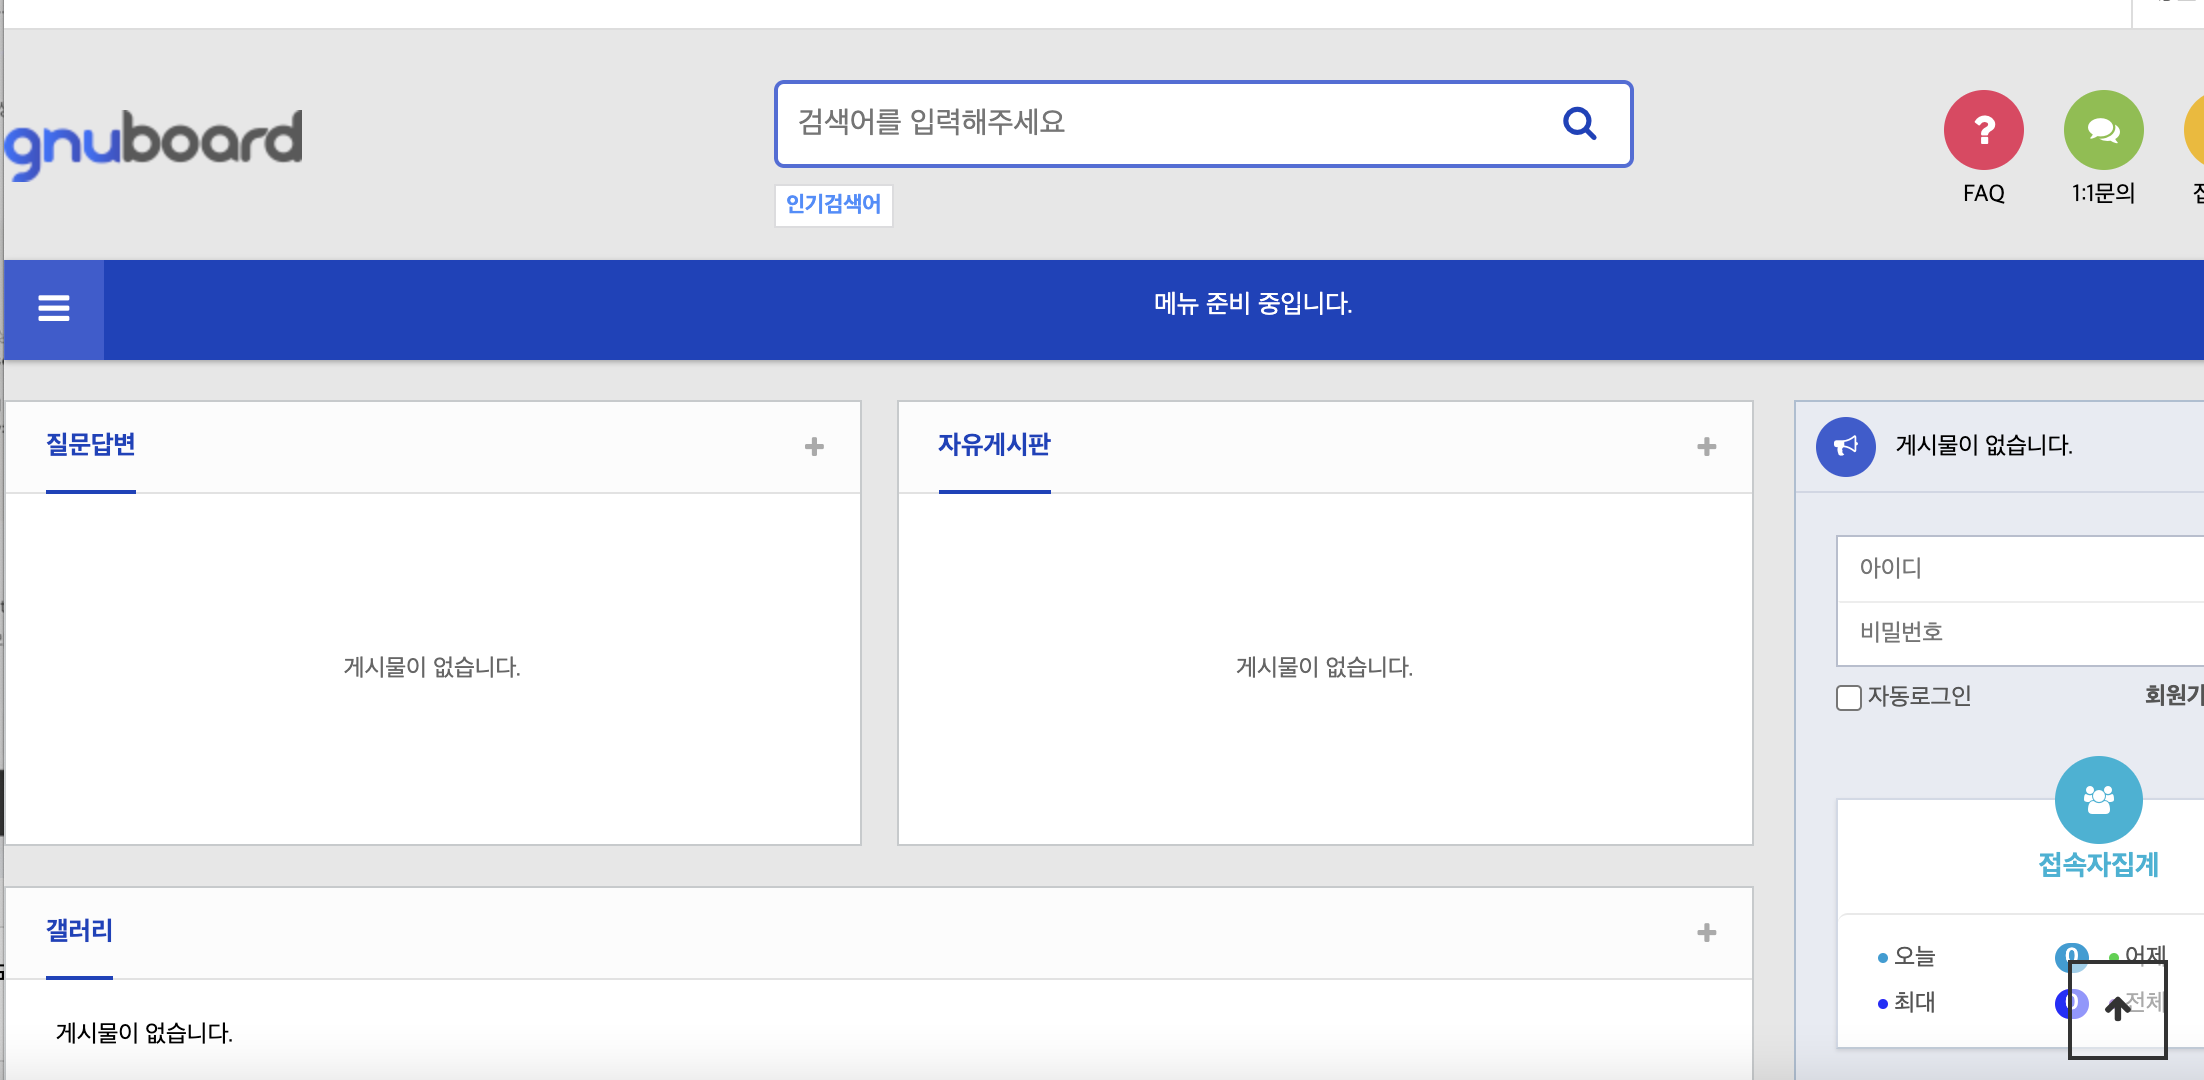 gnuboard
검색어를 입력해주세요
인기검색어
FAQ
1:1문의
메뉴 준비 중입니다.
질문답변
게시물이 없습니다.
자유게시판
게시물이 없습니다.
갤러리
게시물이 없습니다.
게시물이 없습니다.
아이디
비밀번호
자동로그인
접속자집계
오늘 0 어제
최대 0 전체